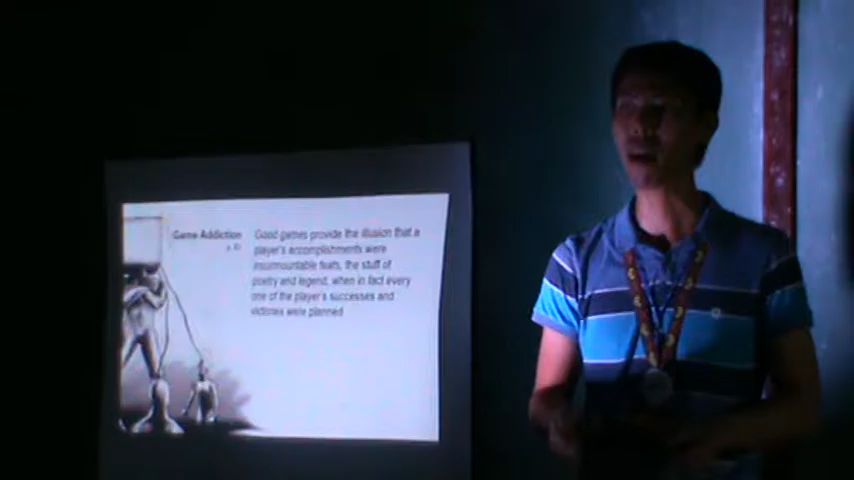 Game Addiction
Good games provide the illusion that a
player's accomplishments were
insurmountable feats, the stuff of
poetry and legend, when in fact every
one of the player's successes and
victories were planned